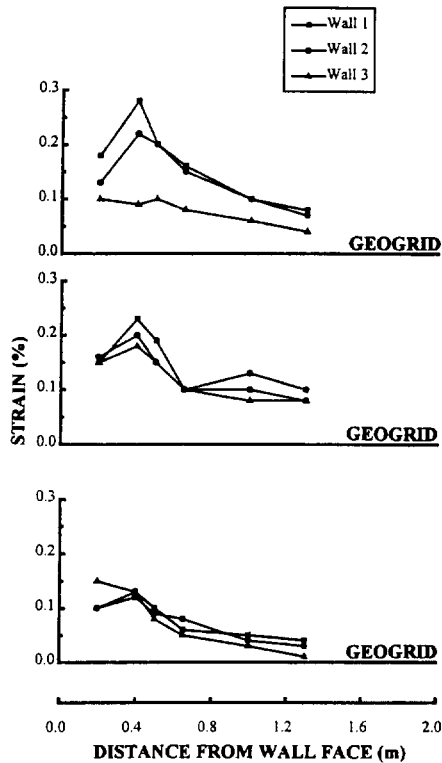 Wall 1
Wall 2
Wall 3
0.3
0.2
0.1
0.0
GEOGRID
0.3
0.2
0.1
0.0
GEOGRID
0.3
0.2
0.1
0.0
GEOGRID
STRAIN (%)
0.0 0.4 0.8 1.2 1.6 2.0
DISTANCE FROM WALL FACE (m)